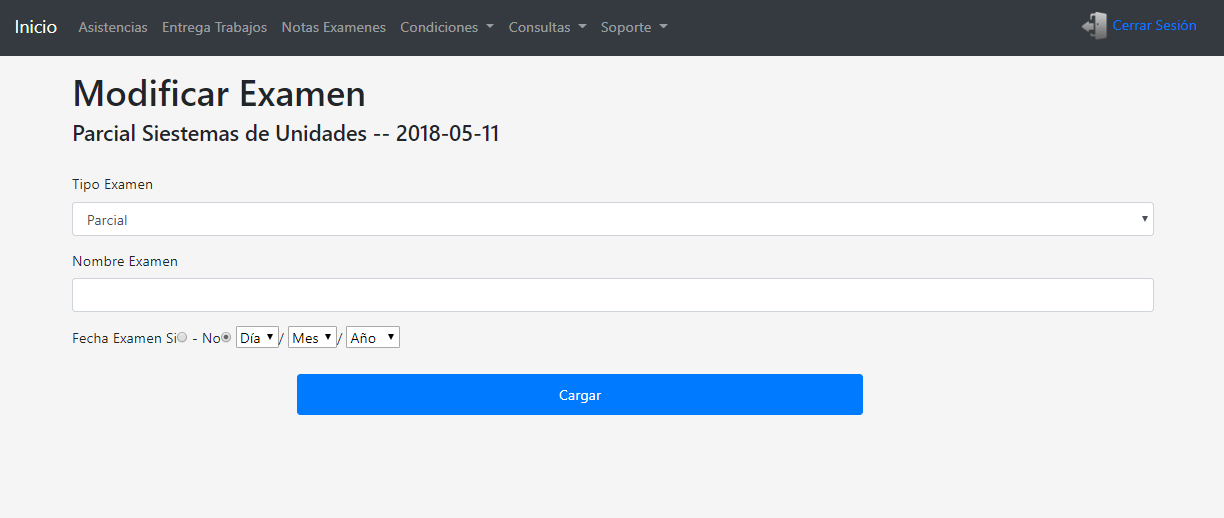 Inicio Asistencias Entrega Trabajos Notas Examenes Condiciones Consultas Soporte Cerrar Sesión
Modificar Examen
Parcial Siestemas de Unidades -- 2018-05-11
Tipo Examen
Parcial
Nombre Examen
Fecha Examen Si - No Día / Mes / Año
Cargar